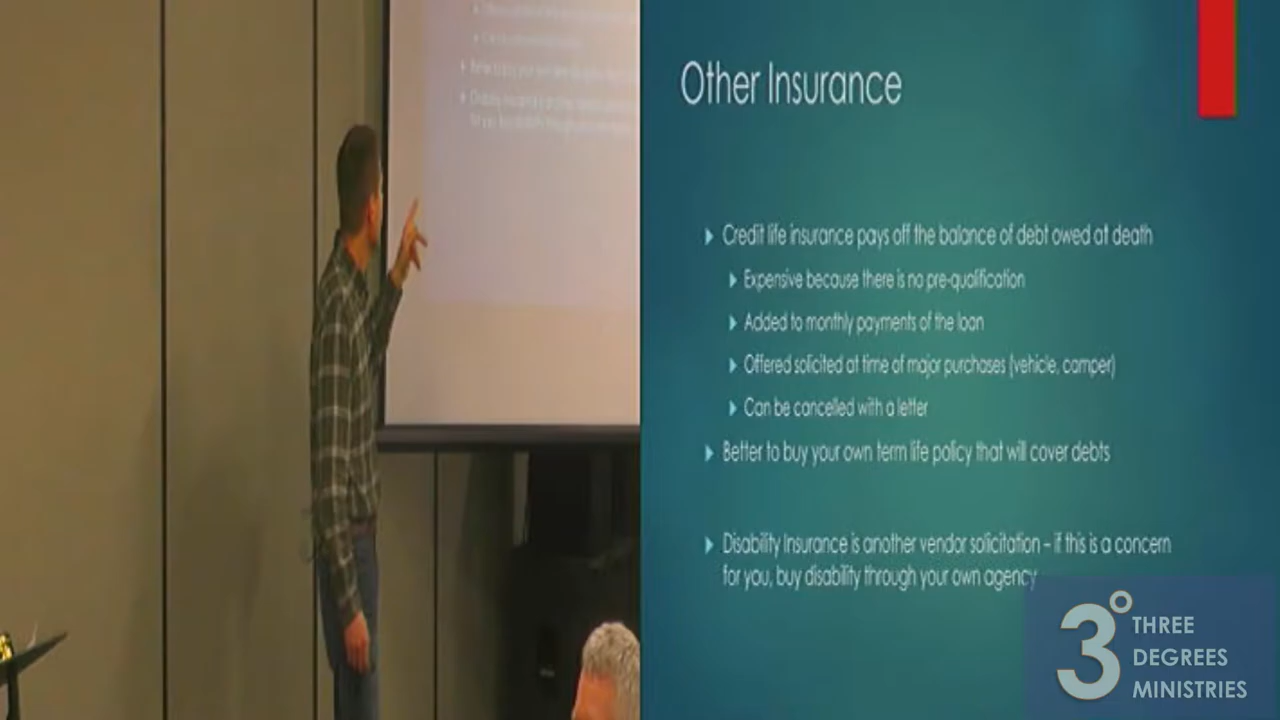 Other Insurance
Credit life insurance pays off the balance of debt owed at death
Expensive because there is no pre-qualification
Added to monthly payments of the loan
Offered solicited at time of major purchases (vehicle, camper)
Can be cancelled with a letter
Better to buy your own term life policy that will cover debts
Disability Insurance is another vendor solicitation – if this is a concern
for you, buy disability through your own agency
3° THREE
DEGREES
MINISTRIES